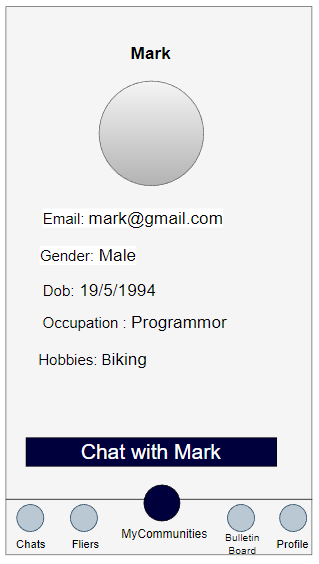 Mark
Email: mark@gmail.com
Gender: Male
Dob: 19/5/1994
Occupation : Programmor
Hobbies: Biking
Chat with Mark
Chats
Fliers
MyCommunities
Bulletin
Board
Profile